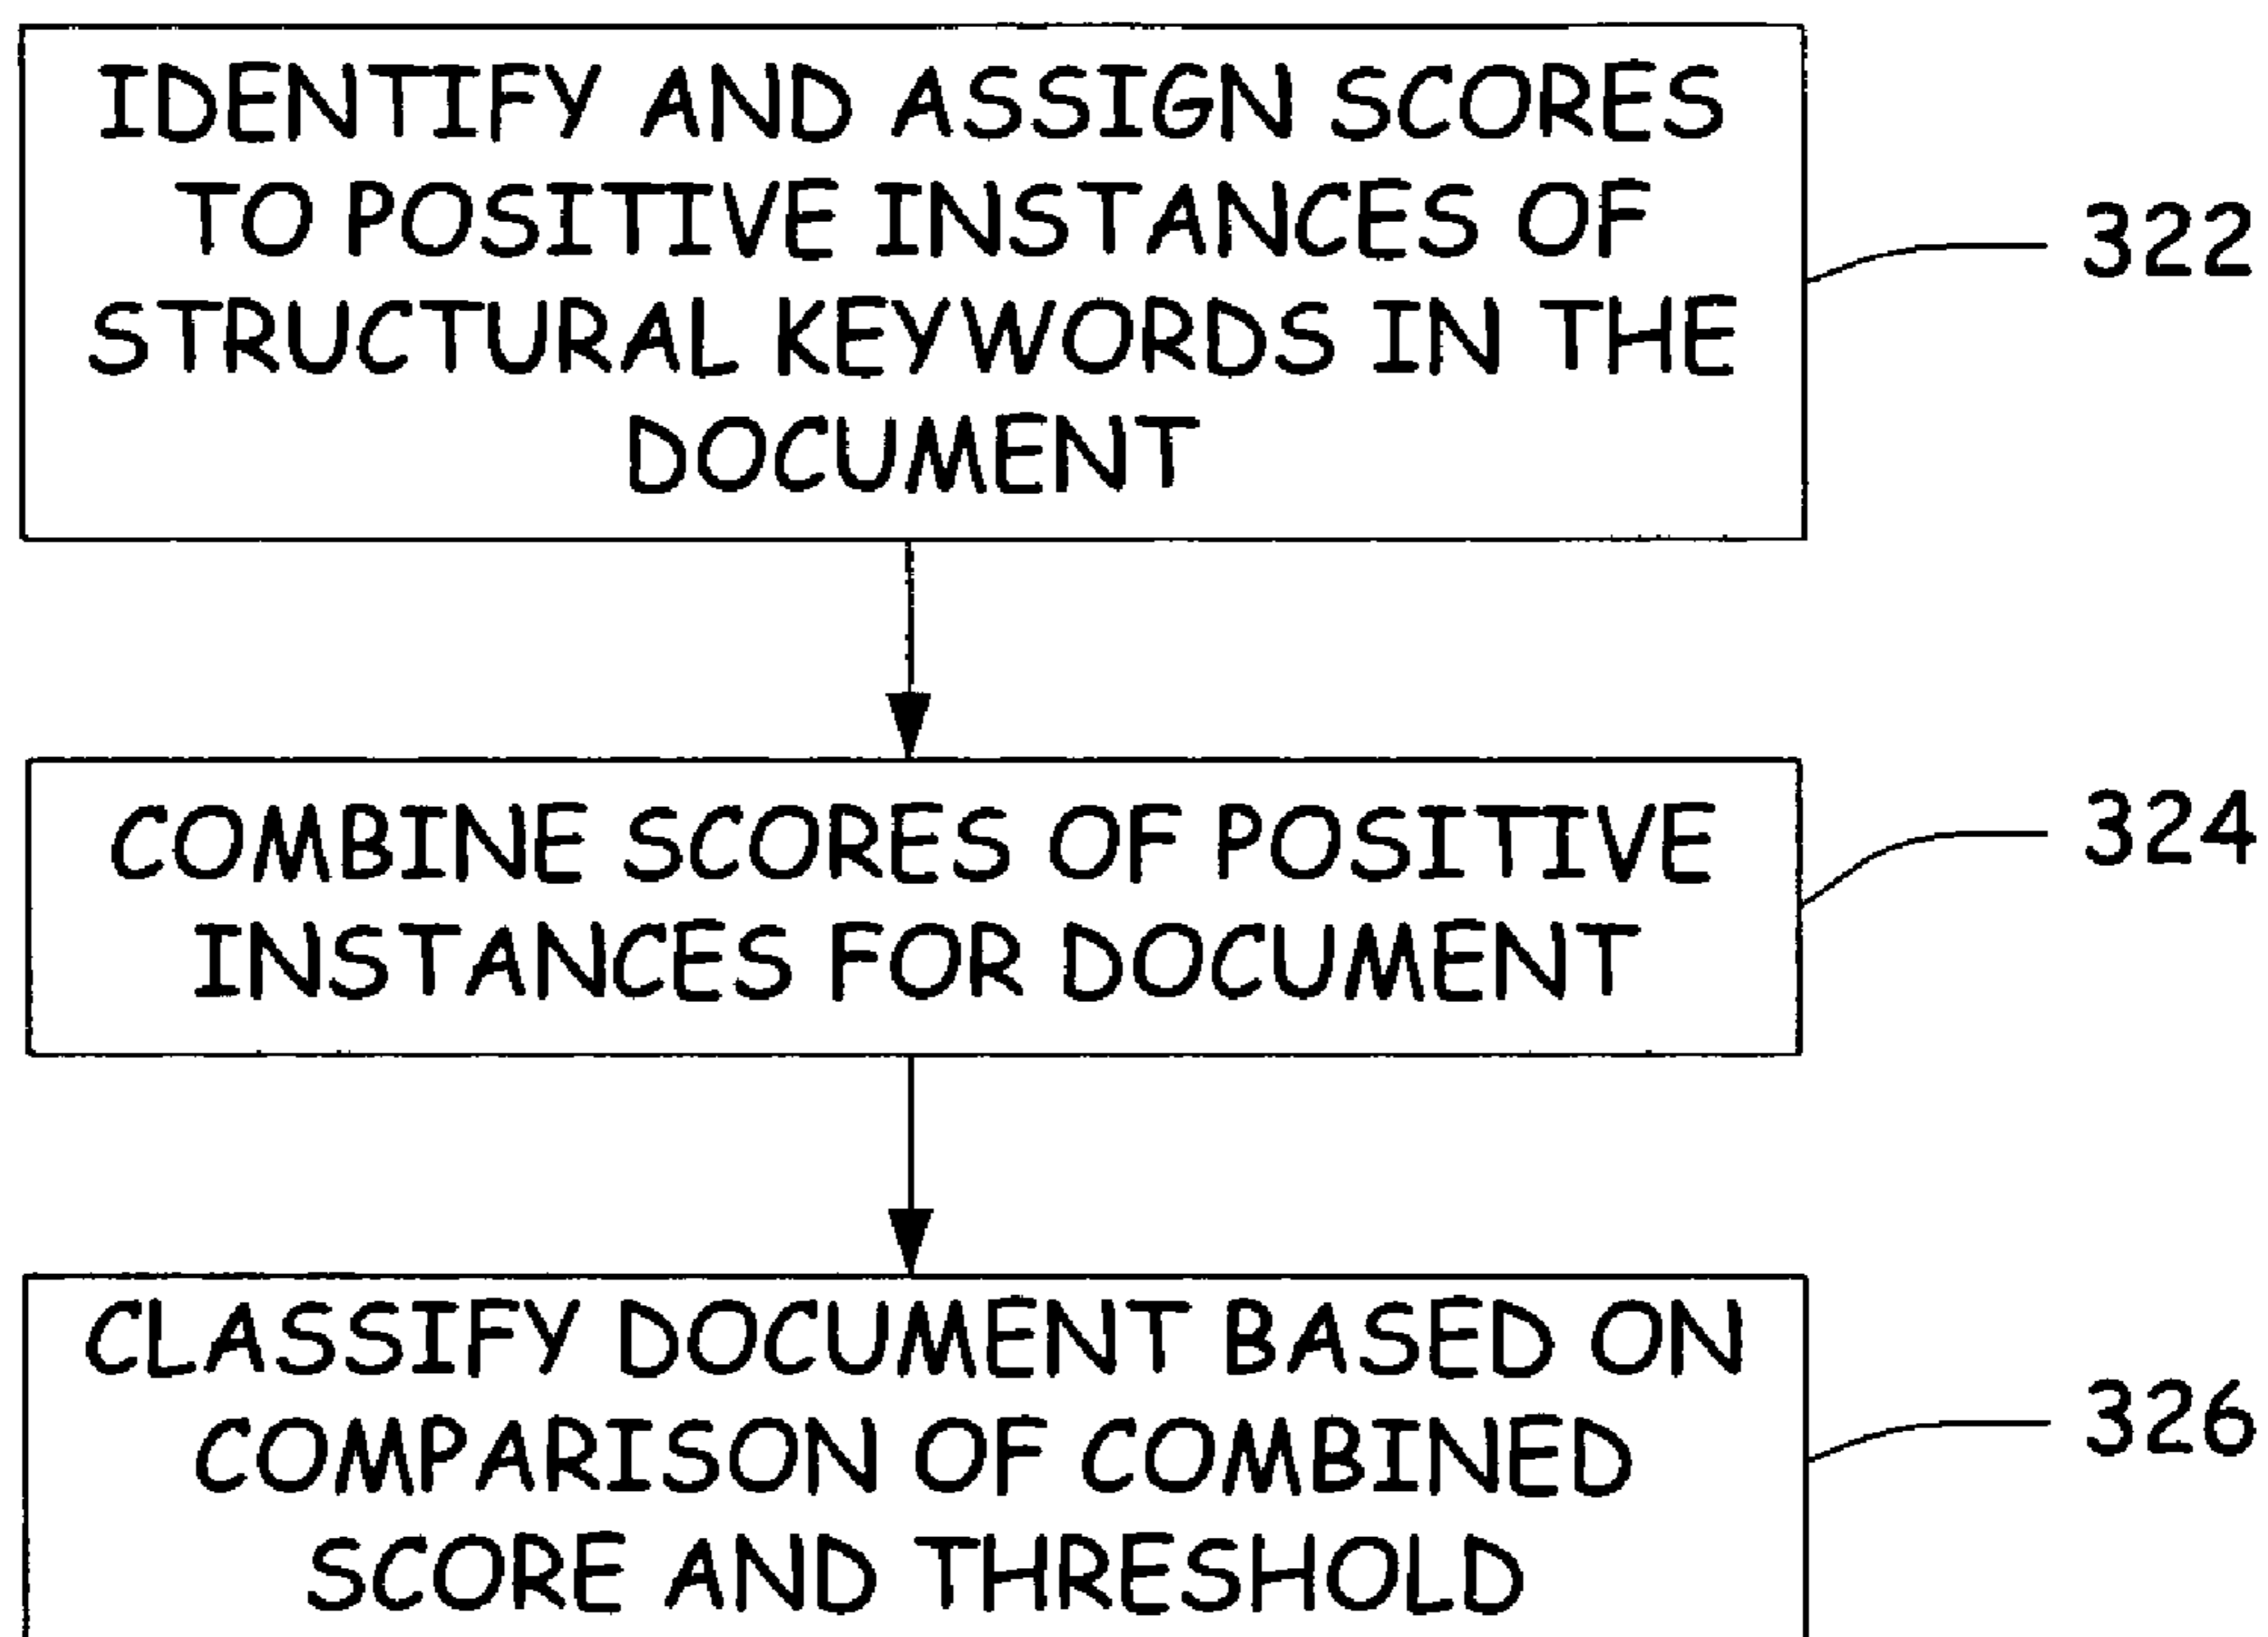 IDENTIFY AND ASSIGN SCORES
TO POSITIVE INSTANCES OF
STRUCTURAL KEYWORDS IN THE
DOCUMENT
322
COMBINE SCORES OF POSITIVE
INSTANCES FOR DOCUMENT
324
CLASSIFY DOCUMENT BASED ON
COMPARISON OF COMBINED
SCORE AND THRESHOLD
326